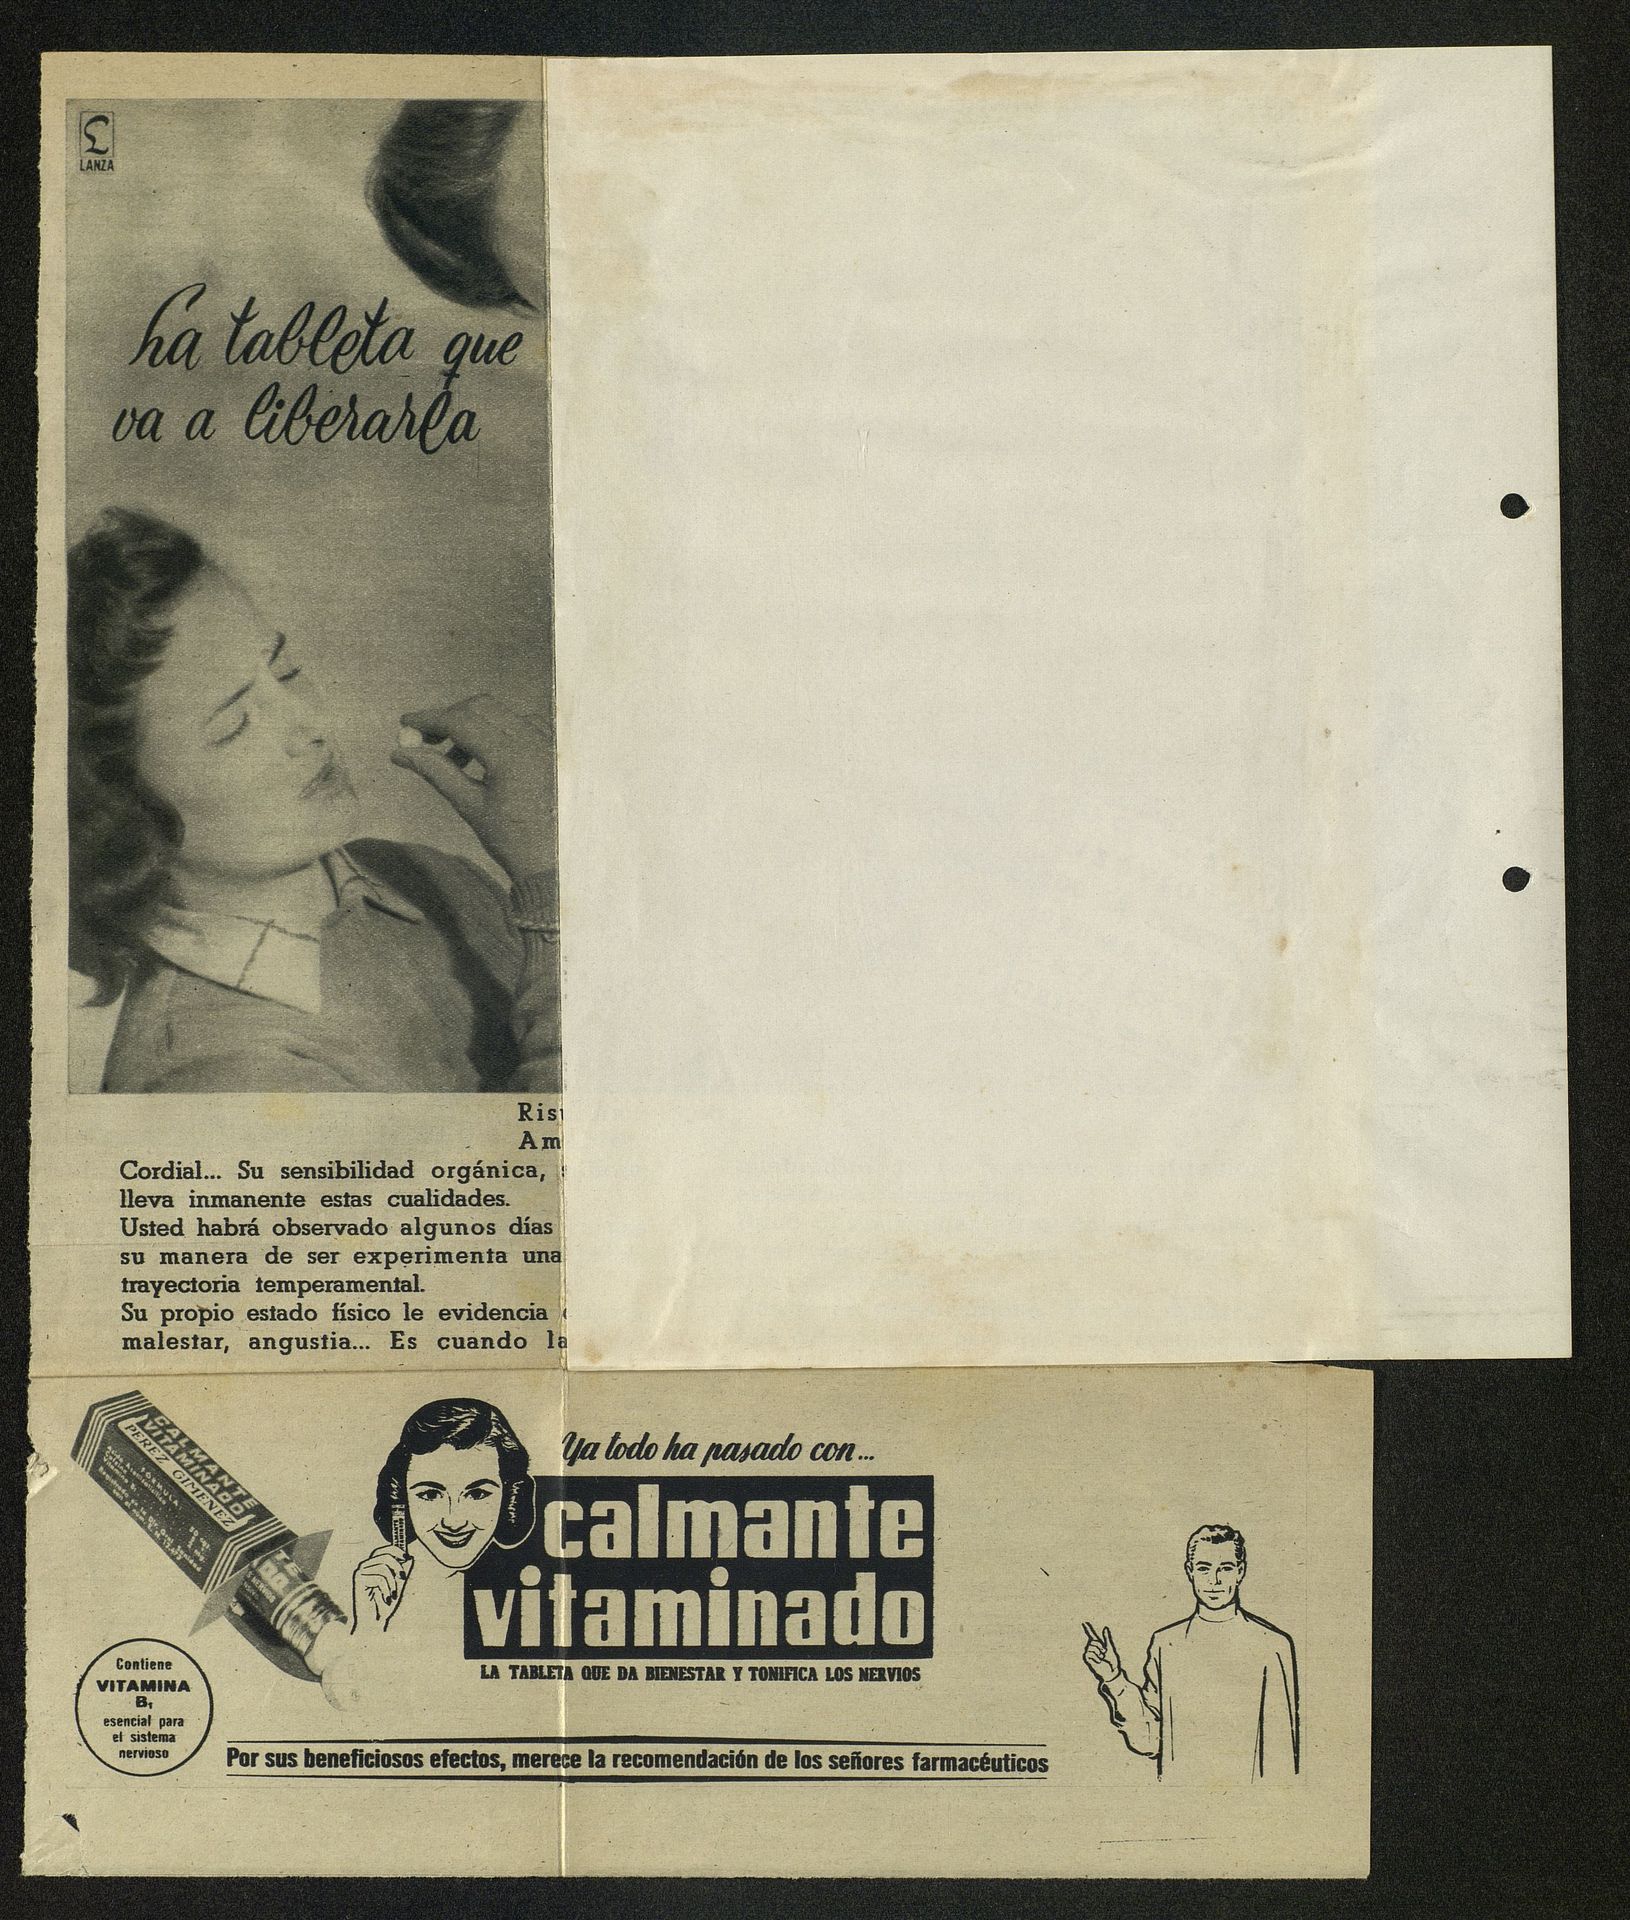 £
LANZA
La tableta que
va a liberarla
Ris
Am
Cordial... Su sensibilidad orgánica,
lleva inmanente estas cualidades.
Usted habrá observado algunos días
su manera de ser experimenta una
trayectoria temperamental.
Su propio estado físico le evidencia
malestar, angustia... Es cuando la
CALMANTE
VITAMINADO
PEREZ GIMENEZ
FORMULA
Ya todo ha pasado con...
calmante
vitaminado
LA TABLETA QUE DA BIENESTAR Y TONIFICA LOS NERVIOS
Contiene
VITAMINA
B₁
esencial para
el sistema
nervioso
Por sus beneficiosos efectos, merece la recomendación de los señores farmacéuticos